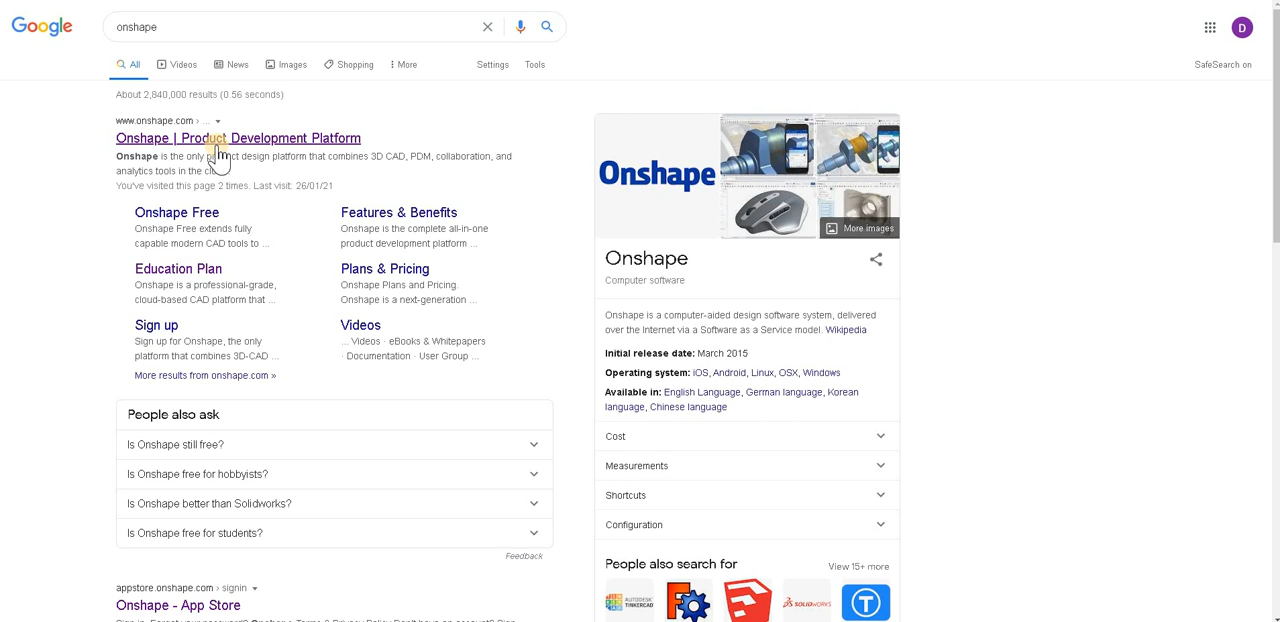 Google
onshape
D
All Videos News Images Shopping More Settings Tools
SafeSearch on
About 2,840,000 results (0.56 seconds)
www.onshape.com › ...
Onshape | Product Development Platform
Onshape is the only product design platform that combines 3D CAD, PDM, collaboration, and
analytics tools in the
You've visited this page 2 times. Last visit: 26/01/21
Onshape Free
Onshape Free extends fully
capable modern CAD tools to ...
Features & Benefits
Onshape is the complete all-in-one
product development platform ...
Education Plan
Onshape is a professional-grade,
cloud-based CAD platform that ...
Plans & Pricing
Onshape Plans and Pricing.
Onshape is a next-generation ...
Sign up
Sign up for Onshape, the only
platform that combines 3D-CAD ...
Videos
... Videos · eBooks & Whitepapers
· Documentation · User Group ...
More results from onshape.com »
People also ask
Is Onshape still free?
Is Onshape free for hobbyists?
Is Onshape better than Solidworks?
Is Onshape free for students?
Feedback
appstore.onshape.com › signin
Onshape - App Store
Onshape
More images
Onshape
Computer software
Onshape is a computer-aided design software system, delivered
over the Internet via a Software as a Service model. Wikipedia
Initial release date: March 2015
Operating system: iOS, Android, Linux, OSX, Windows
Available in: English Language, German language, Korean
language, Chinese language
Cost
Measurements
Shortcuts
Configuration
People also search for
View 15+ more
AUTODESK
TINKERCAD
F
SOLIDWORKS
T